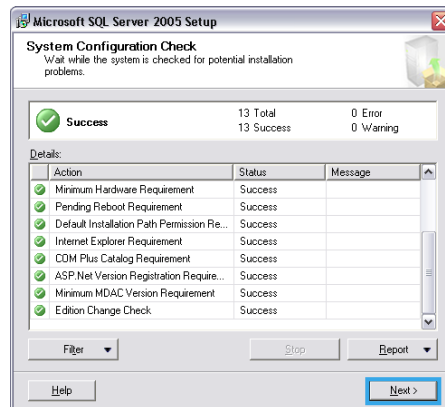 Microsoft SQL Server 2005 Setup
System Configuration Check
Wait while the system is checked for potential installation
problems.
Success
13 Total
0 Error
13 Success
0 Warning
Details:
Action Status Message
Minimum Hardware Requirement Success
Pending Reboot Requirement Success
Default Installation Path Permission Re... Success
Internet Explorer Requirement Success
COM Plus Catalog Requirement Success
ASP.Net Version Registration Require... Success
Minimum MDAC Version Requirement Success
Edition Change Check Success
Filter Stop Report
Help Next >